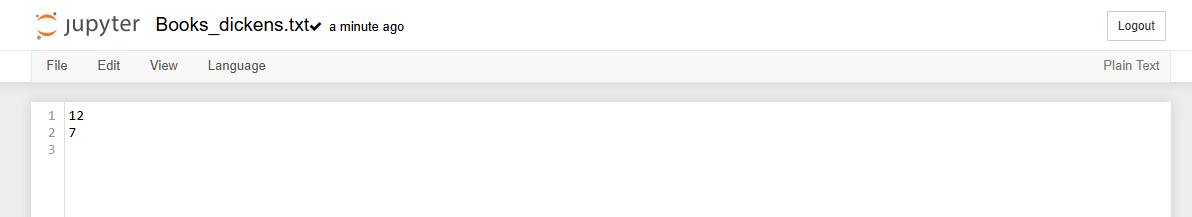 jupyter Books_dickens.txt a minute ago Logout
File Edit View Language Plain Text
1 12
2 7
3